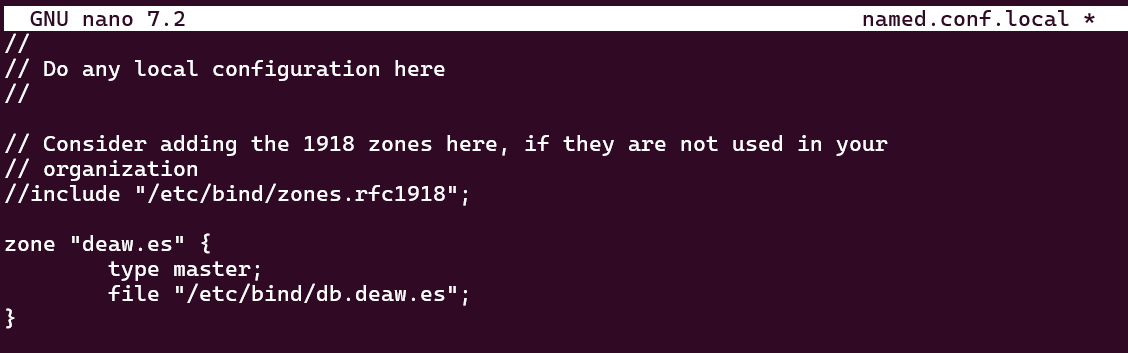 GNU nano 7.2 named.conf.local *
//
// Do any local configuration here
//
// Consider adding the 1918 zones here, if they are not used in your
// organization
//include "/etc/bind/zones.rfc1918";
zone "deaw.es" {
        type master;
        file "/etc/bind/db.deaw.es";
}